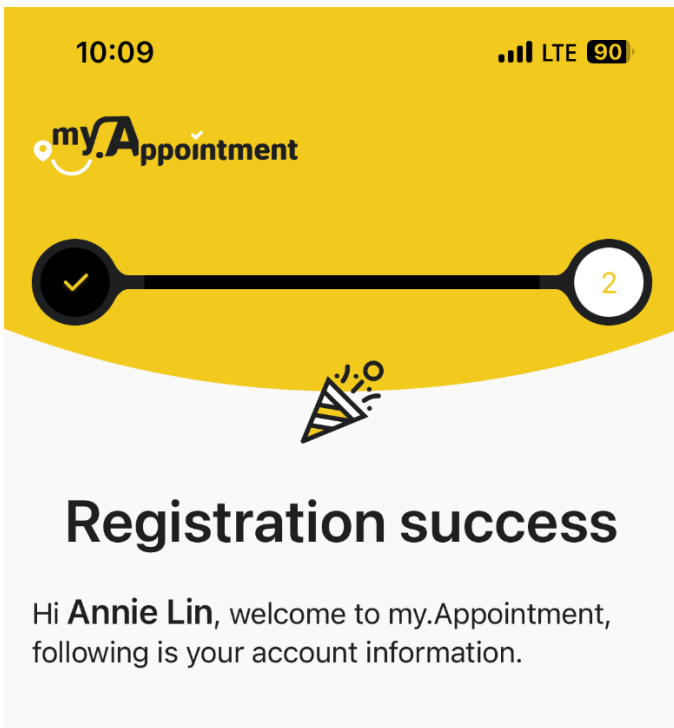 10:09
LTE 90
my.Appointment
2
Registration success
Hi Annie Lin, welcome to my.Appointment,
following is your account information.